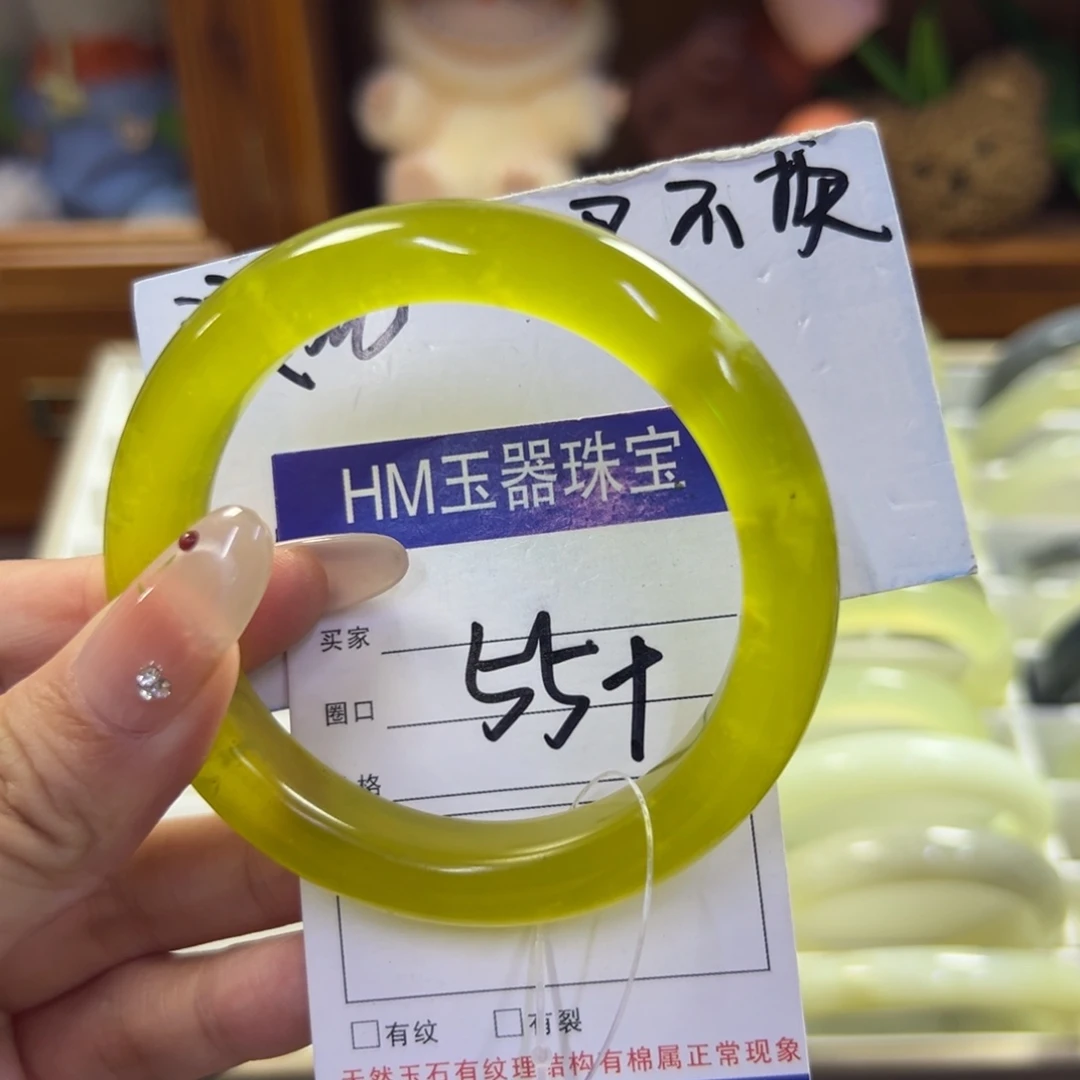 不换
HM玉器珠宝
买家
55+
圈口
格
有纹 有裂
天然玉石有纹理结构有棉属正常现象